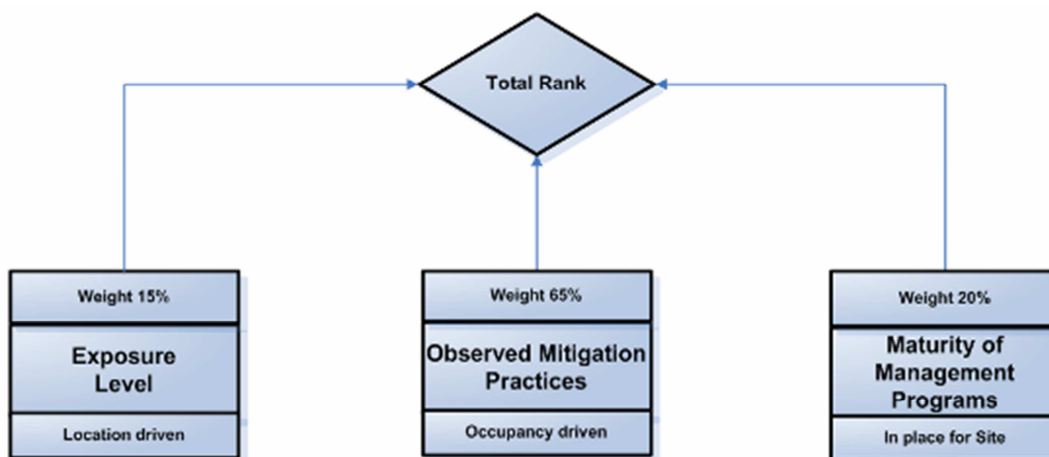 Total Rank
Weight 15%
Exposure
Level
Location driven
Weight 65%
Observed Mitigation
Practices
Occupancy driven
Weight 20%
Maturity of
Management
Programs
In place for Site